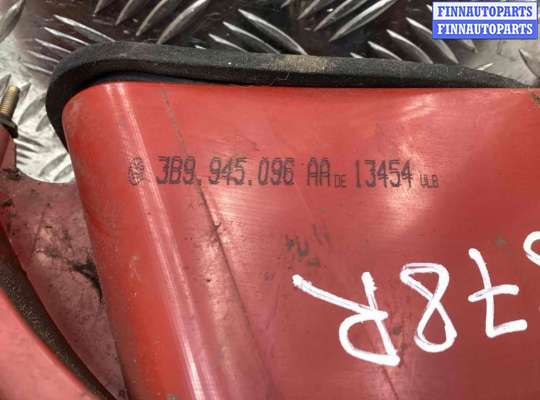 FINNAUTOPARTS
FINNAUTOPARTS
3B9.945.096 AA DE 13454 VLB
78R